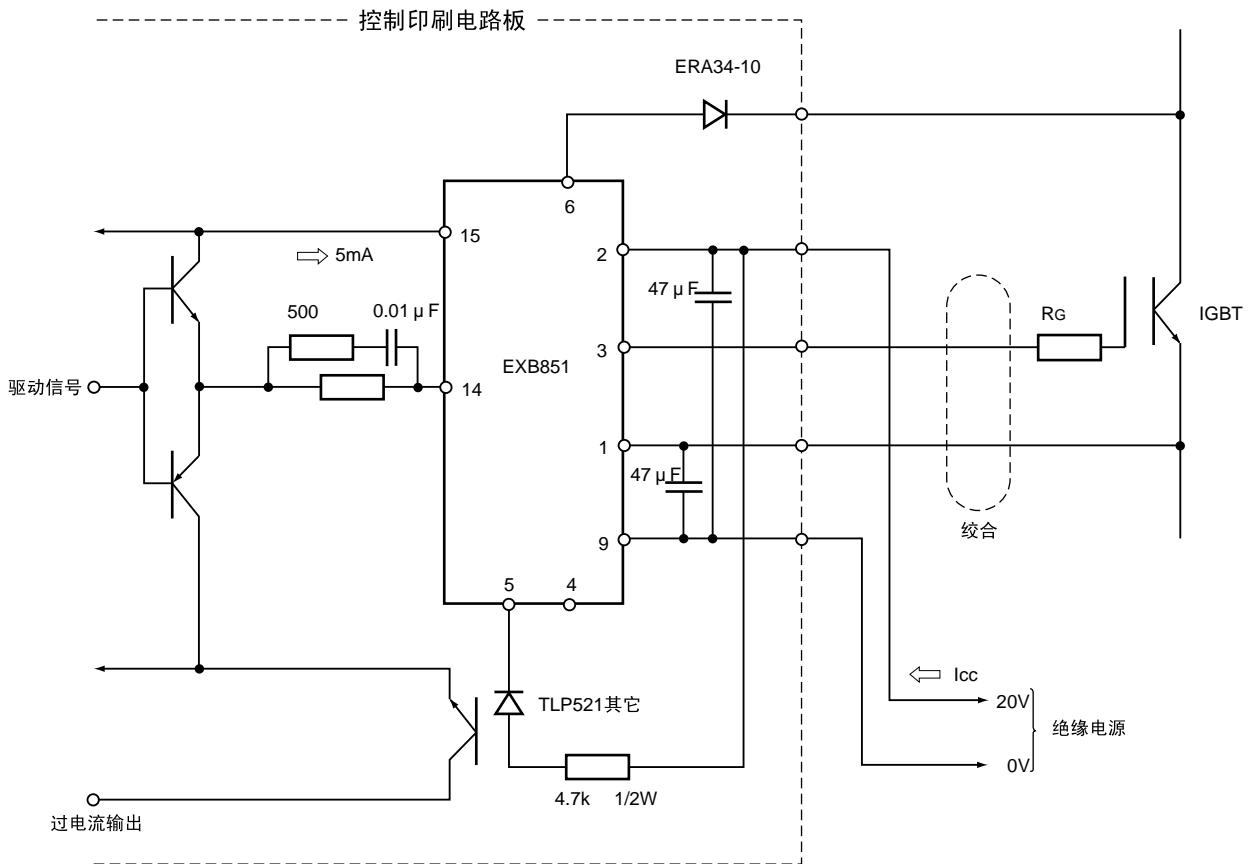 控制印刷电路板
ERA34-10
6
15
5mA
2
47 μ F
500
0.01 μ F
RG
IGBT
3
EXB851
驱动信号
14
1
47 μ F
9
绞合
5
4
Icc
TLP521其它
20V
绝缘电源
0V
4.7k 1/2W
过电流输出